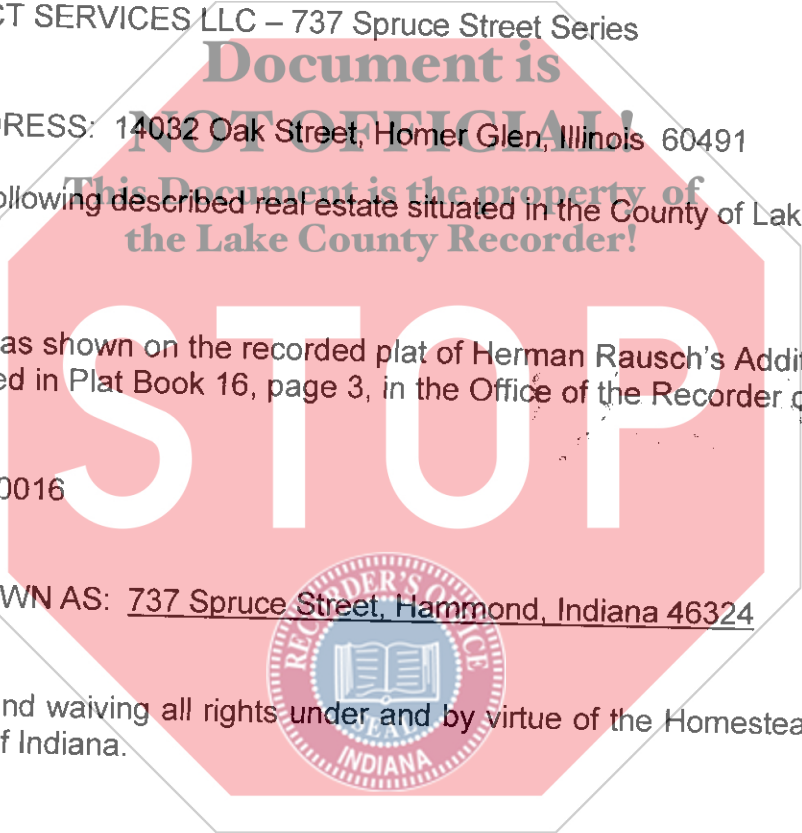 CT SERVICES LLC – 737 Spruce Street Series
Document is
NOT OFFICIAL!
RESS: 14032 Oak Street, Homer Glen, Illinois 60491
This Document is the property of
ollowing described real estate situated in the County of Lak
the Lake County Recorder!
as shown on the recorded plat of Herman Rausch's Addit
ed in Plat Book 16, page 3, in the Office of the Recorder o
STOP
0016
WN AS: 737 Spruce Street, Hammond, Indiana 46324
RECORDER'S OFFICE
nd waiving all rights under and by virtue of the Homestea
SEAL
f Indiana.
INDIANA